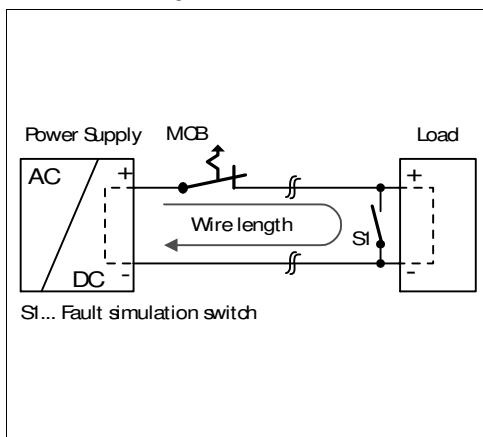 Power Supply MCB Load
AC + +
Wire length
S1
DC - -
S1... Fault simulation switch